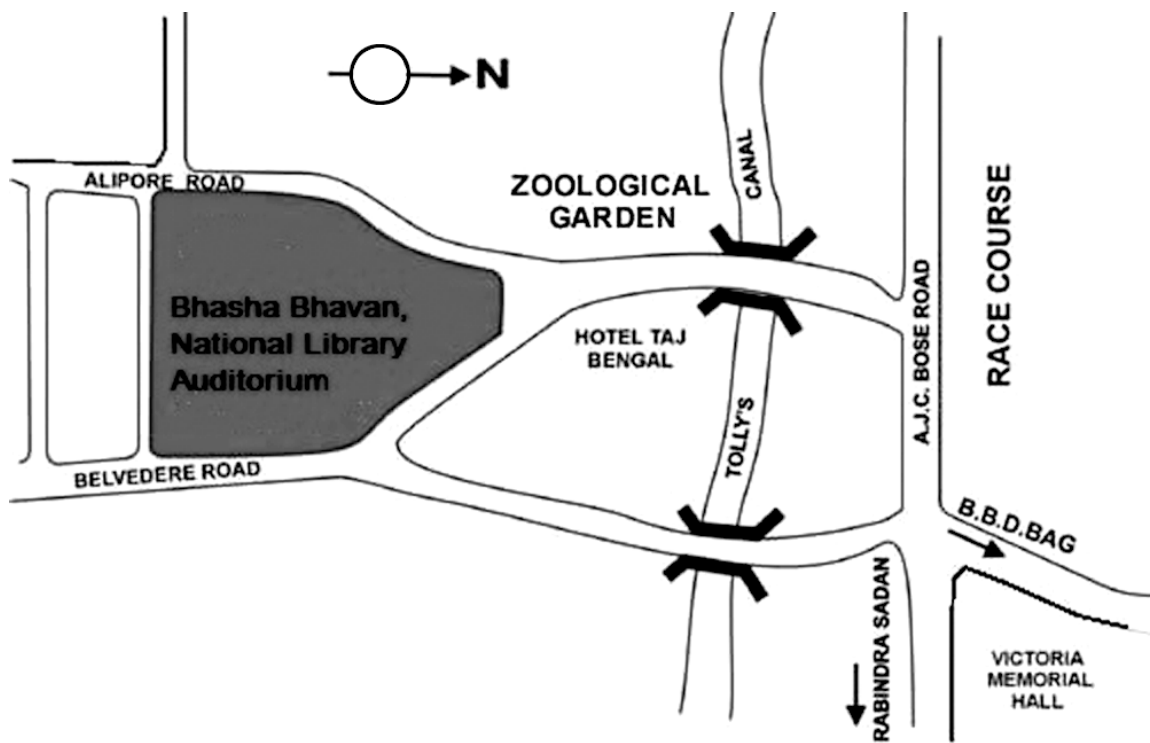 N
ALIPORE ROAD
ZOOLOGICAL
GARDEN
CANAL
RACE COURSE
Bhasha Bhavan,
National Library
Auditorium
HOTEL TAJ
BENGAL
A.J.C. BOSE ROAD
TOLLY'S
BELVEDERE ROAD
B.B.D.BAG
RABINDRA SADAN
VICTORIA
MEMORIAL
HALL